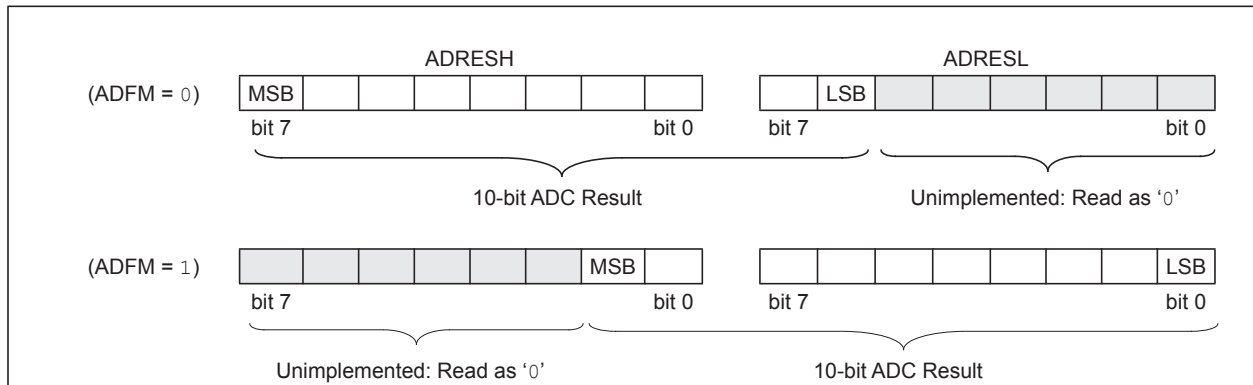 ADRESH ADRESL
(ADFM = 0) MSB LSB
bit 7 bit 0 bit 7 bit 0
10-bit ADC Result Unimplemented: Read as ‘0’
(ADFM = 1) MSB LSB
bit 7 bit 0 bit 7 bit 0
Unimplemented: Read as ‘0’ 10-bit ADC Result